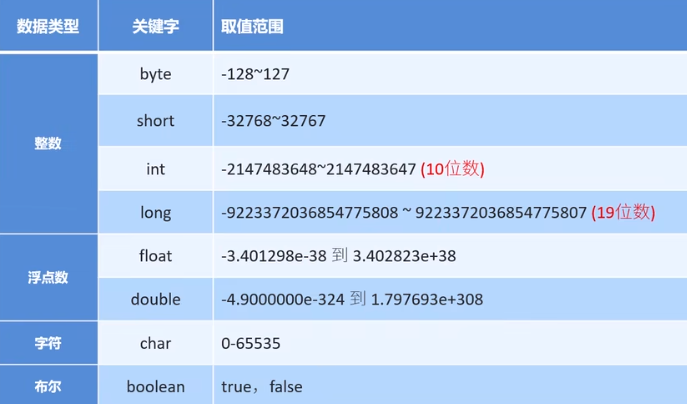 数据类型 关键字 取值范围
整数 byte -128~127
short -32768~32767
int -2147483648~2147483647 (10位数)
long -9223372036854775808 ~ 9223372036854775807 (19位数)
浮点数 float -3.401298e-38 到 3.402823e+38
double -4.9000000e-324 到 1.797693e+308
字符 char 0-65535
布尔 boolean true，false